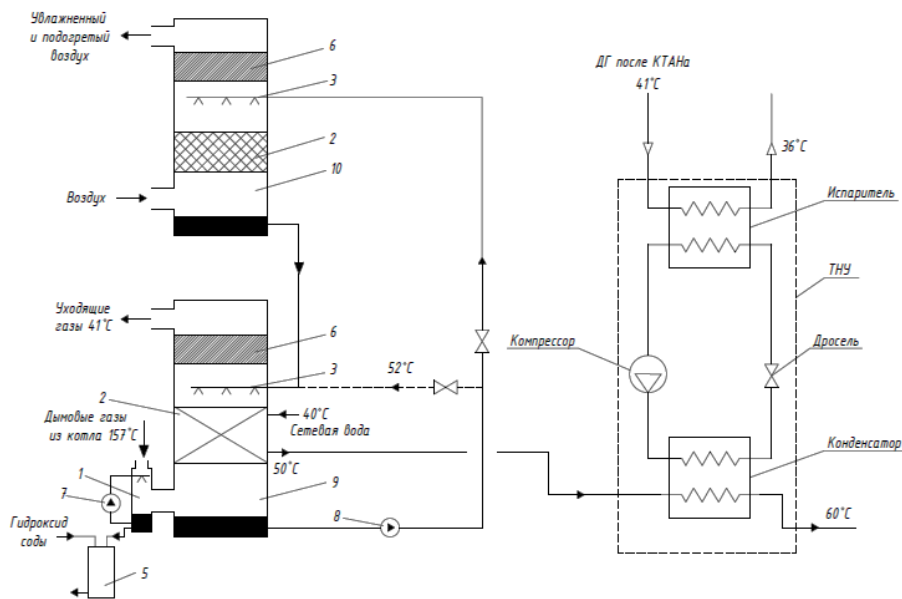 Увлажненный
и подогретый
воздух
6
3
2
10
Воздух
Уходящие
газы 41°С
6
3
52°С
2
40°С
Сетевая вода
Дымовые газы
из котла 157°С
50°С
1
7
9
8
Гидроксид
соды
5
ДГ после КТАНа
41°С
36°С
Испаритель
ТНУ
Компрессор
Дросель
Конденсатор
60°С